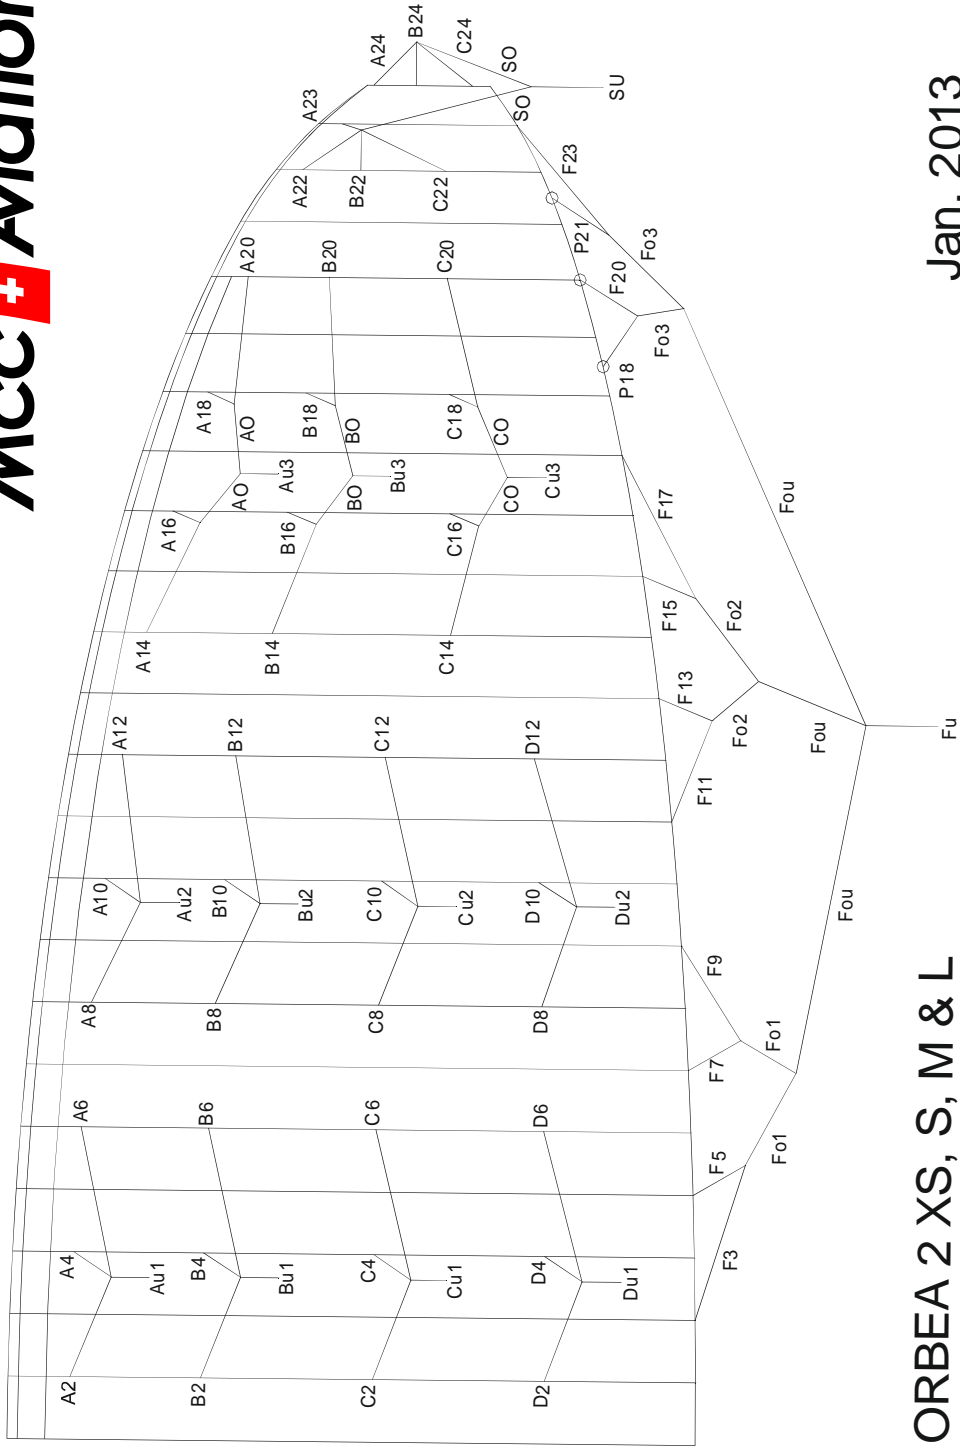 MCC Aviation
Jan. 2013
ORBEA 2 XS, S, M & L
A2
A4
Au1
A6
A8
A10
Au2
A12
A14
A16
AO
Au3
AO
A18
A20
A22
A23
A24
B2
B4
Bu1
B6
B8
B10
Bu2
B12
B14
B16
BO
Bu3
BO
B18
B20
B22
B24
C2
C4
Cu1
C6
C8
C10
Cu2
C12
C14
C16
CO
Cu3
CO
C18
C20
C22
C24
D2
D4
Du1
D6
D8
D10
Du2
D12
SO
SO
SU
F3
F5
Fo1
F7
Fo1
F9
F11
Fo2
F13
F15
Fo2
F17
P18
Fo3
F20
P21
Fo3
F23
Fou
Fou
Fou
Fu